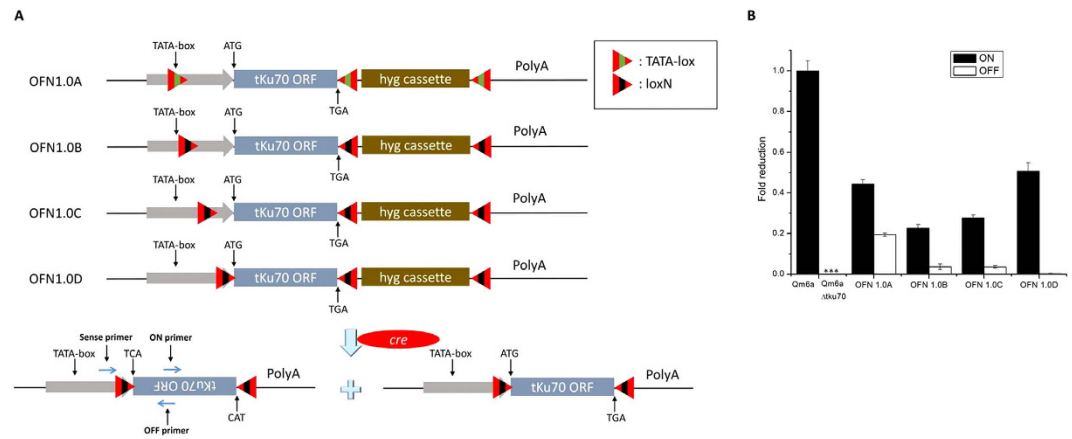 A
TATA-box
ATG
OFN1.0A
tKu70 ORF
hyg cassette
PolyA
TGA
: TATA-lox
: loxN
TATA-box
ATG
OFN1.0B
tKu70 ORF
hyg cassette
PolyA
TGA
TATA-box
ATG
OFN1.0C
tKu70 ORF
hyg cassette
PolyA
TGA
TATA-box
ATG
OFN1.0D
tKu70 ORF
hyg cassette
PolyA
TGA
cre
Sense primer
ON primer
TATA-box
TCA
tKu70 ORF
PolyA
CAT
OFF primer
TATA-box
ATG
tKu70 ORF
PolyA
TGA
B
ON
OFF
Fold reduction
1.0
0.8
0.6
0.4
0.2
0.0
***
Qm6a
Qm6a
Δtku70
OFN 1.0A
OFN 1.0B
OFN 1.0C
OFN 1.0D